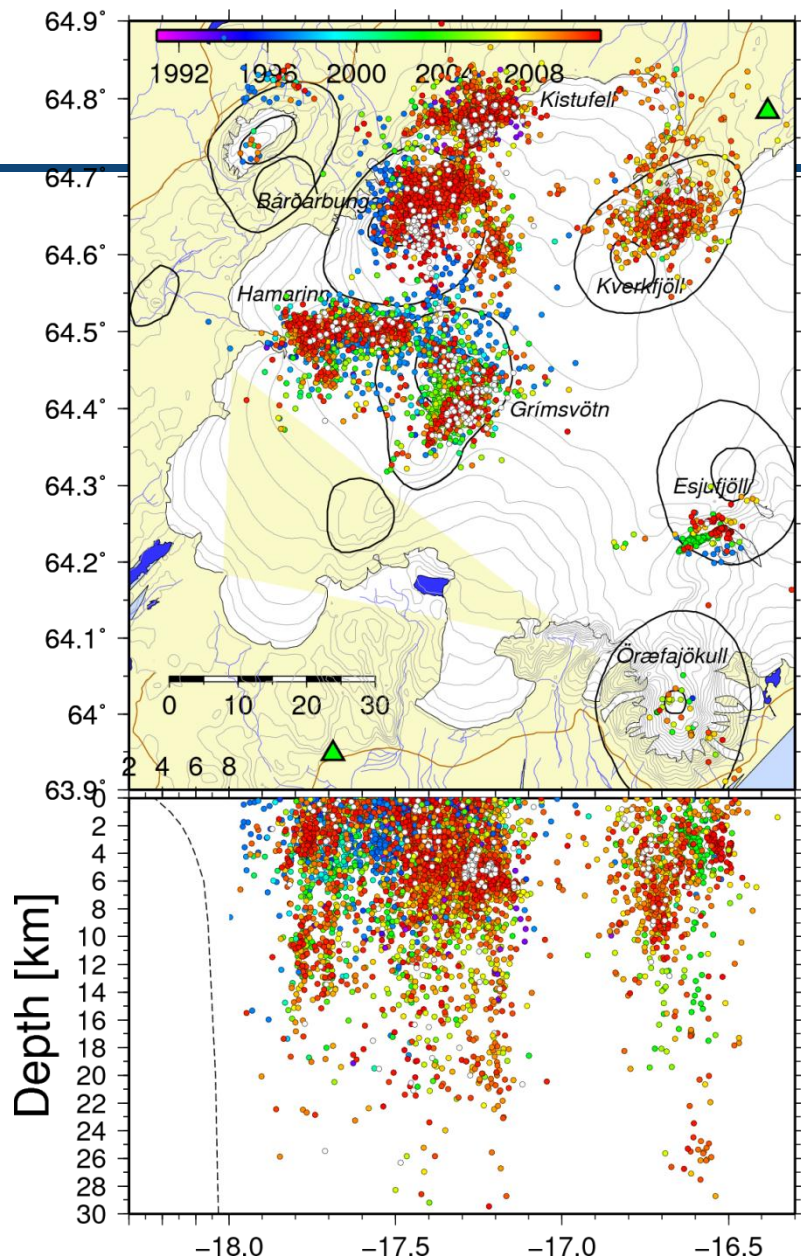 64.9°
1992 1996 2000 2004 2008
64.8°
Kistufell
64.7°
Bárðarbunga
64.6°
Kverkfjöll
Hamarinn
64.5°
64.4°
Grímsvötn
64.3°
Esjufjöll
64.2°
64.1°
Öræfajökull
0 10 20 30
64°
2 4 6 8
63.9°
0
2
4
6
8
10
12
14
16
18
20
22
24
26
28
30
Depth [km]
-18.0 -17.5 -17.0 -16.5